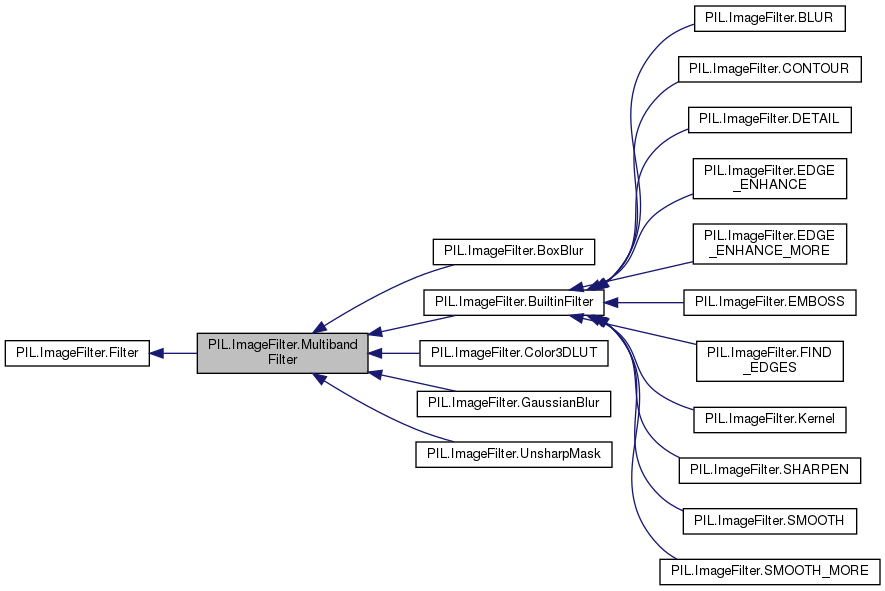 PIL.ImageFilter.Filter
PIL.ImageFilter.Multiband
Filter
PIL.ImageFilter.BoxBlur
PIL.ImageFilter.BuiltinFilter
PIL.ImageFilter.Color3DLUT
PIL.ImageFilter.GaussianBlur
PIL.ImageFilter.UnsharpMask
PIL.ImageFilter.BLUR
PIL.ImageFilter.CONTOUR
PIL.ImageFilter.DETAIL
PIL.ImageFilter.EDGE
_ENHANCE
PIL.ImageFilter.EDGE
_ENHANCE_MORE
PIL.ImageFilter.EMBOSS
PIL.ImageFilter.FIND
_EDGES
PIL.ImageFilter.Kernel
PIL.ImageFilter.SHARPEN
PIL.ImageFilter.SMOOTH
PIL.ImageFilter.SMOOTH_MORE